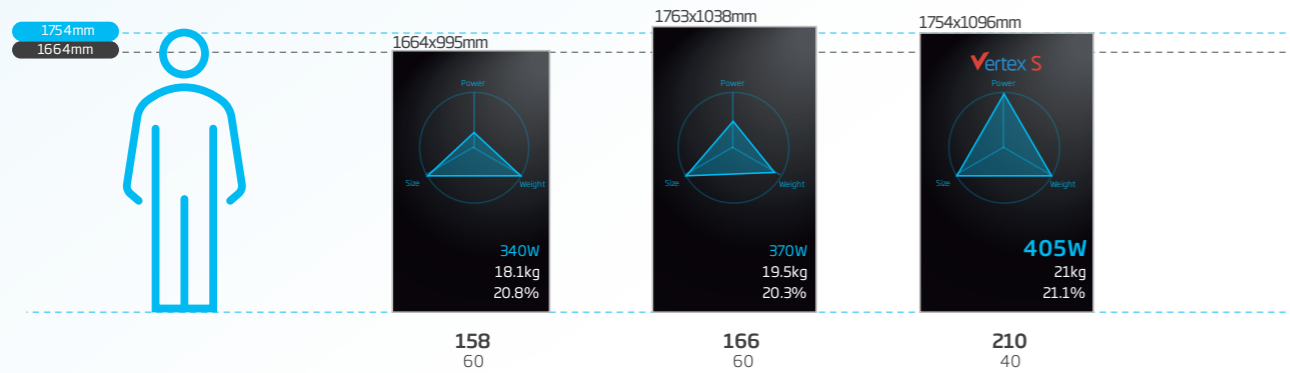 1754mm
1664mm
1664x995mm
Power
Size
Weight
340W
18.1kg
20.8%
158
60
1763x1038mm
Power
Size
Weight
370W
19.5kg
20.3%
166
60
1754x1096mm
Vertex S
Power
Size
Weight
405W
21kg
21.1%
210
40